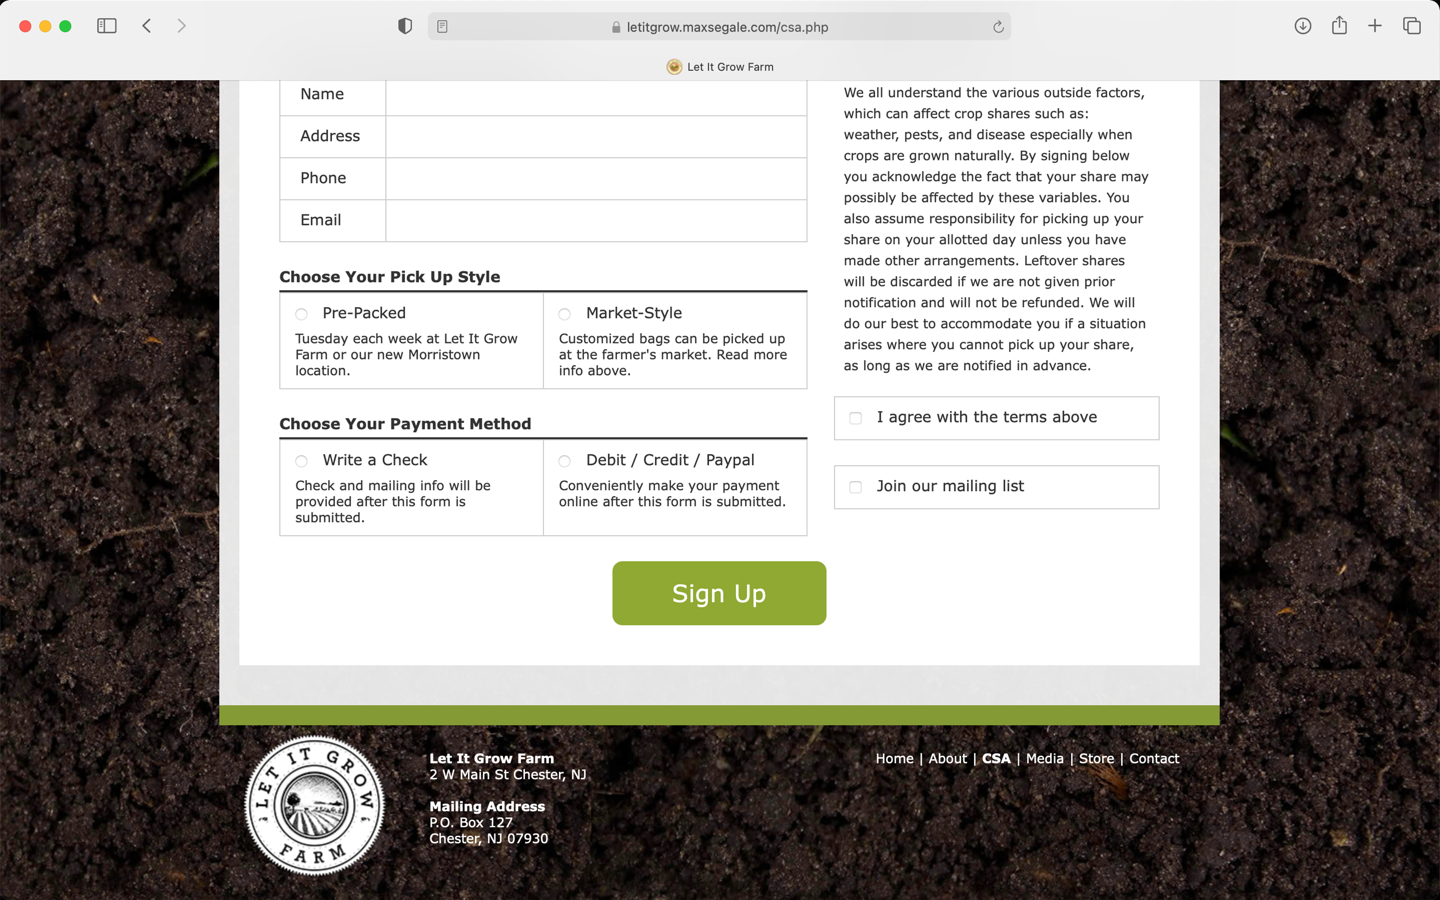 letitgrow.maxsegale.com/csa.php
Let It Grow Farm
Name
Address
Phone
Email
Choose Your Pick Up Style
Pre-Packed
Tuesday each week at Let It Grow
Farm or our new Morristown
location.
Market-Style
Customized bags can be picked up
at the farmer's market. Read more
info above.
Choose Your Payment Method
Write a Check
Check and mailing info will be
provided after this form is
submitted.
Debit / Credit / Paypal
Conveniently make your payment
online after this form is submitted.
We all understand the various outside factors,
which can affect crop shares such as:
weather, pests, and disease especially when
crops are grown naturally. By signing below
you acknowledge the fact that your share may
possibly be affected by these variables. You
also assume responsibility for picking up your
share on your allotted day unless you have
made other arrangements. Leftover shares
will be discarded if we are not given prior
notification and will not be refunded. We will
do our best to accommodate you if a situation
arises where you cannot pick up your share,
as long as we are notified in advance.
I agree with the terms above
Join our mailing list
Sign Up
LET IT GROW
FARM
Let It Grow Farm
2 W Main St Chester, NJ
Mailing Address
P.O. Box 127
Chester, NJ 07930
Home | About | CSA | Media | Store | Contact